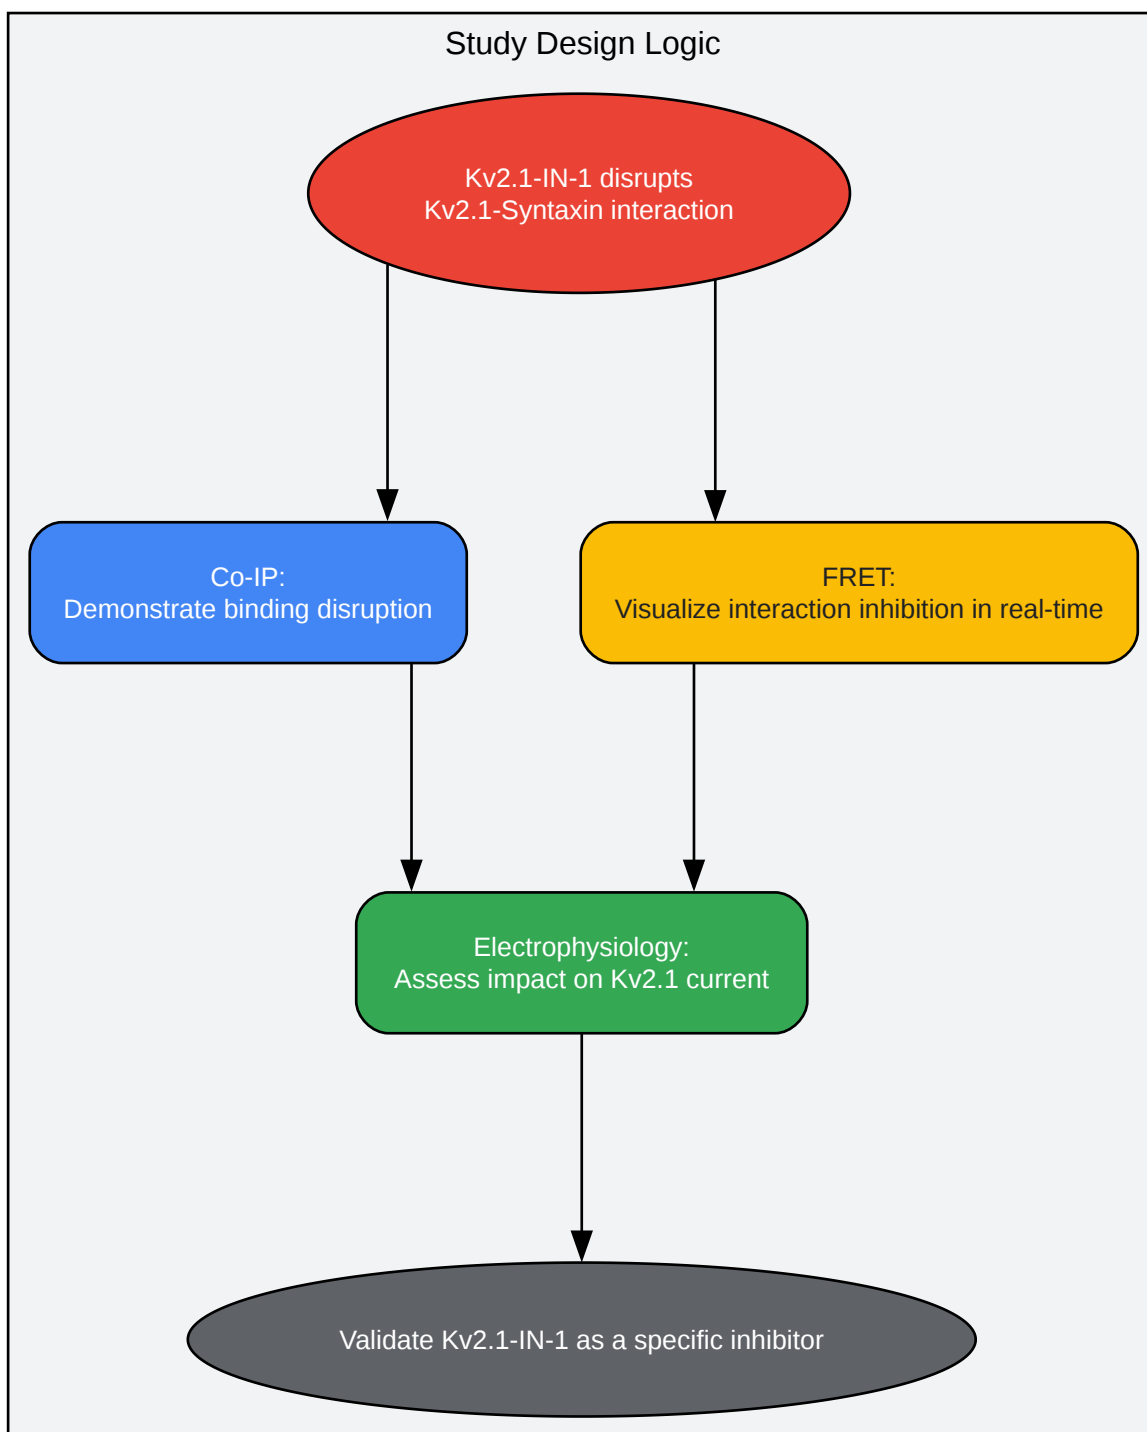 Study Design Logic
Kv2.1-IN-1 disrupts
Kv2.1-Syntaxin interaction
Co-IP:
Demonstrate binding disruption
FRET:
Visualize interaction inhibition in real-time
Electrophysiology:
Assess impact on Kv2.1 current
Validate Kv2.1-IN-1 as a specific inhibitor